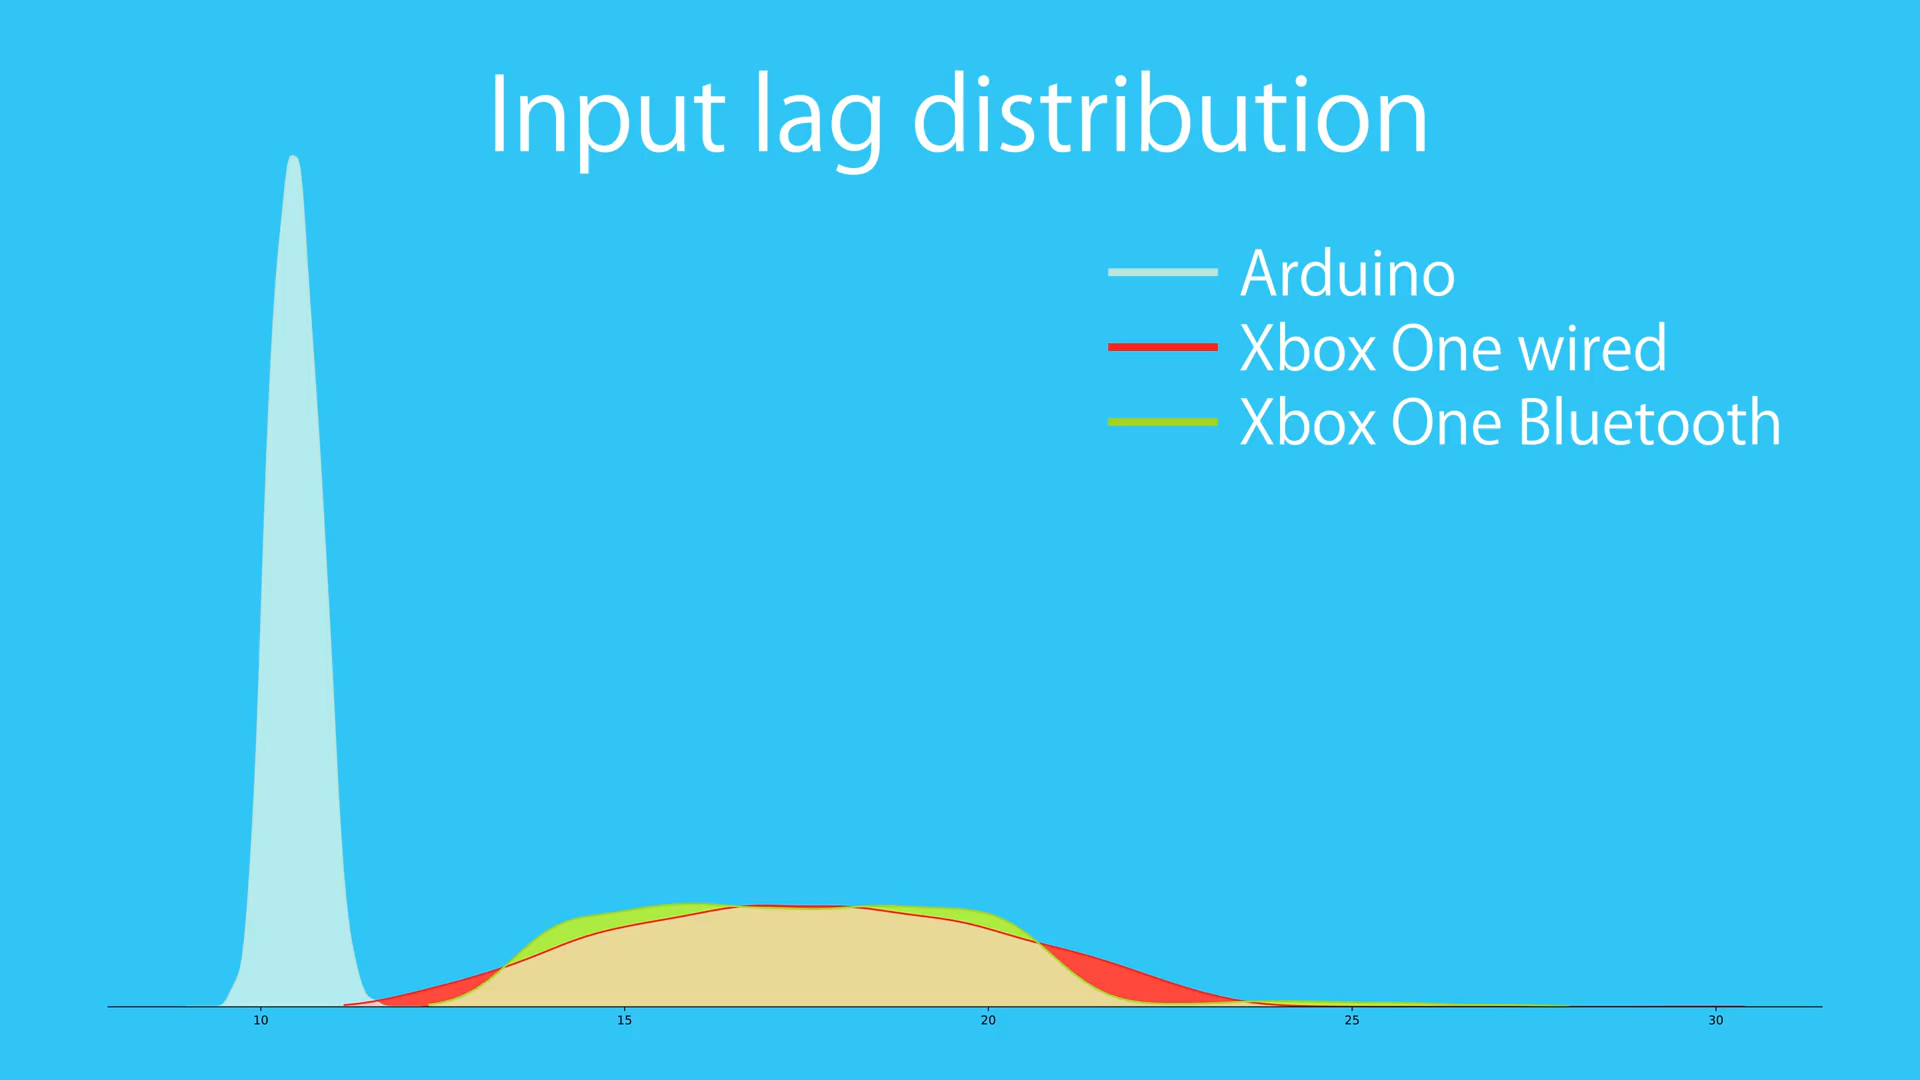 Input lag distribution
Arduino
Xbox One wired
Xbox One Bluetooth
10 15 20 25 30